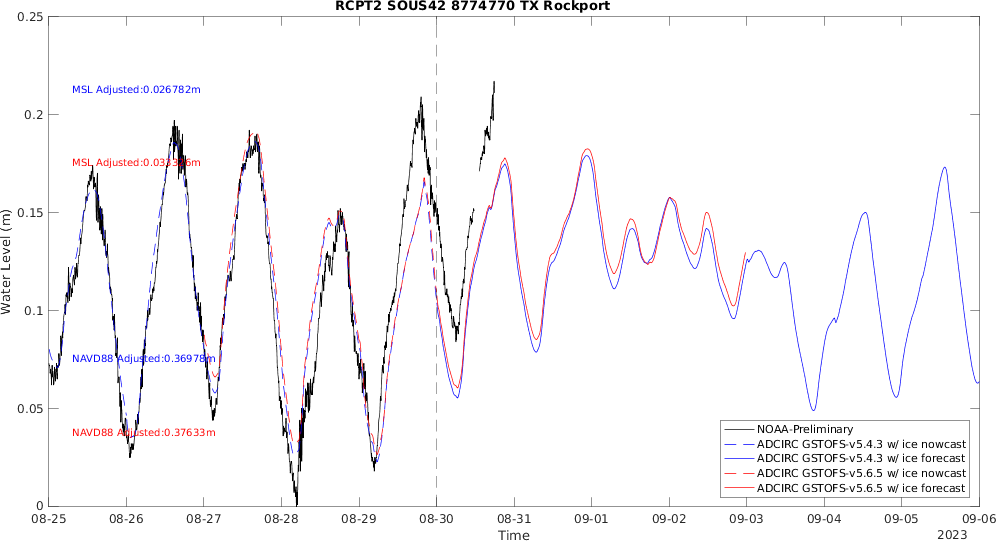 RCPT2 SOUS42 8774770 TX Rockport
0.25
0.2
0.15
0.1
0.05
0
Water Level (m)
MSL Adjusted:0.026782m
MSL Adjusted:0.033326m
NAVD88 Adjusted:0.36978m
NAVD88 Adjusted:0.37633m
NOAA-Preliminary
ADCIRC GSTOFS-v5.4.3 w/ ice nowcast
ADCIRC GSTOFS-v5.4.3 w/ ice forecast
ADCIRC GSTOFS-v5.6.5 w/ ice nowcast
ADCIRC GSTOFS-v5.6.5 w/ ice forecast
08-25 08-26 08-27 08-28 08-29 08-30 08-31 09-01 09-02 09-03 09-04 09-05 09-06
Time
2023